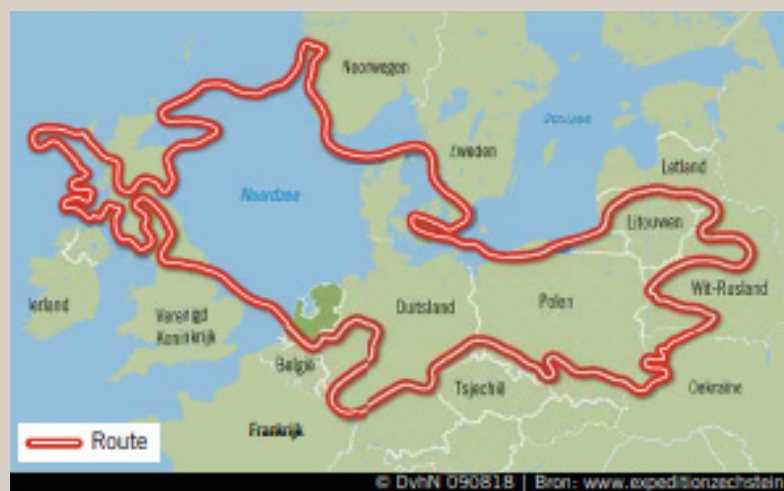 Noorwegen
Zweden
Oostzee
Letland
Noordzee
Litouwen
Ierland
Verenigd
Koninkrijk
Duitsland
Polen
Wit-Rusland
België
Tsjechië
Oekraïne
Frankrijk
Route
© DvhN 090818 | Bron: www.expeditionzechstein